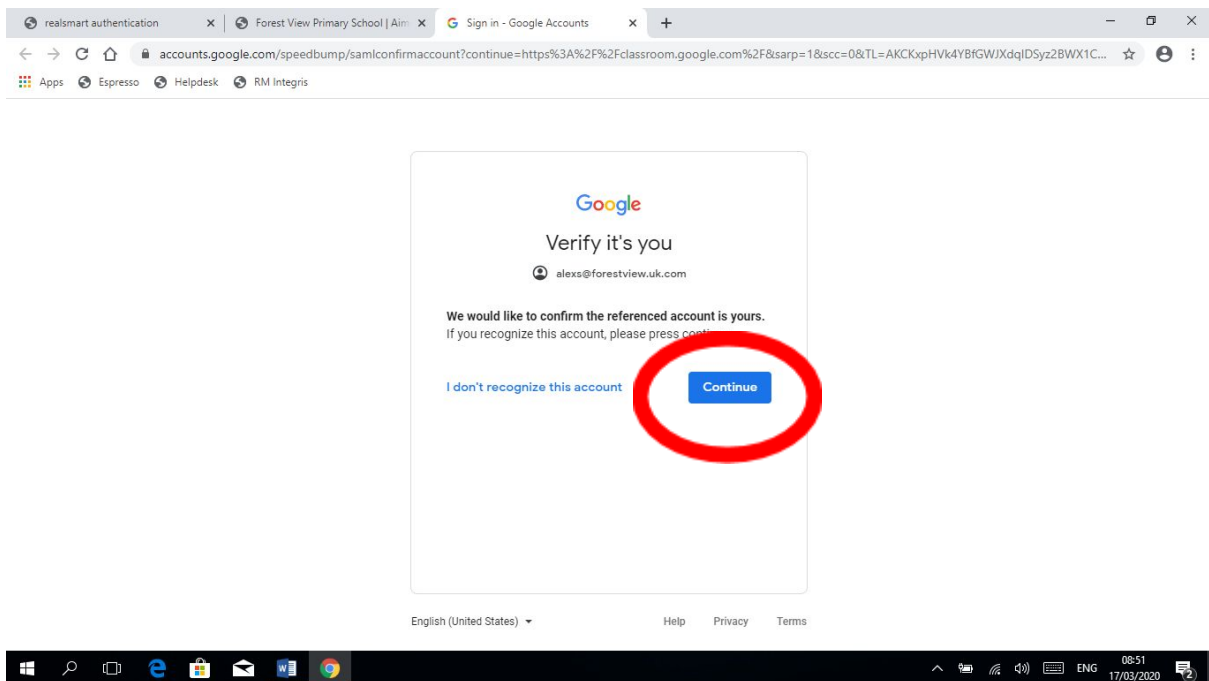 realsmart authentication
Forest View Primary School | Aim
Sign in - Google Accounts
accounts.google.com/speedbump/samlconfirmaccount?continue=https%3A%2F%2Fclassroom.google.com%2F&sarp=1&scc=0&TL=AKCKxpHVk4YBfGWJXdqIDSyz2BWX1C...
Apps Espresso Helpdesk RM Integris
Google
Verify it's you
alexs@forestview.uk.com
We would like to confirm the referenced account is yours.
If you recognize this account, please press
I don't recognize this account
Continue
English (United States)
Help Privacy Terms
ENG
08:51
17/03/2020
2